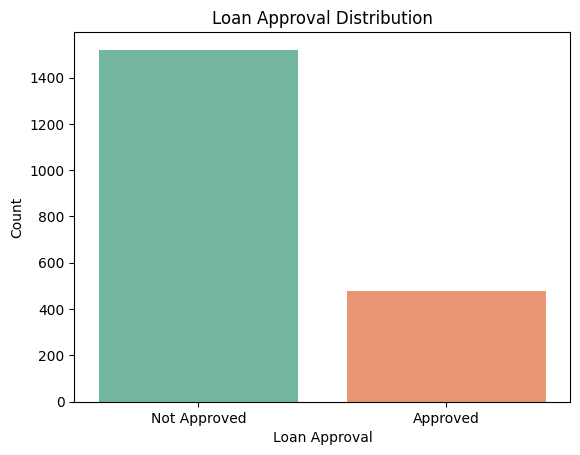 Loan Approval Distribution
1400
1200
1000
800
600
400
200
0
Count
Not Approved
Approved
Loan Approval